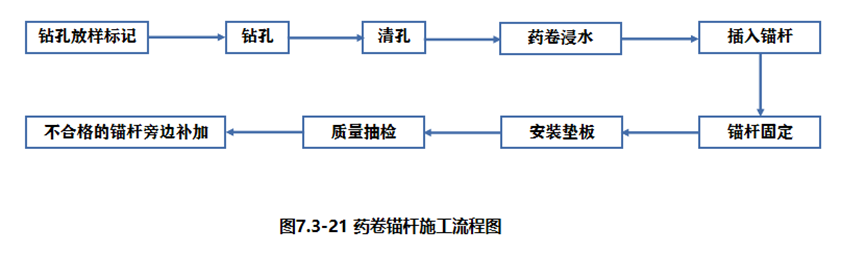 钻孔放样标记
钻孔
清孔
药卷浸水
插入锚杆
不合格的锚杆旁边补加
质量抽检
安装垫板
锚杆固定
图7.3-21 药卷锚杆施工流程图